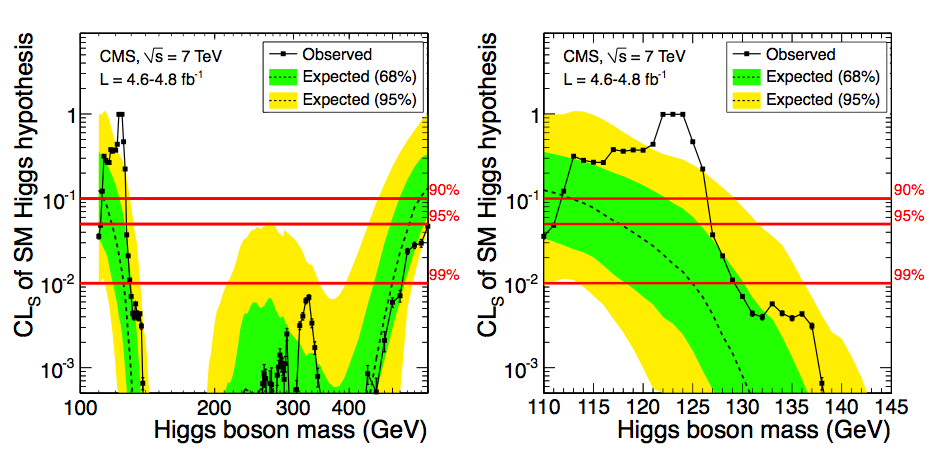 CL_S of SM Higgs hypothesis
CMS, √s = 7 TeV
L = 4.6-4.8 fb⁻¹
Observed
Expected (68%)
Expected (95%)
1
10⁻¹
10⁻²
10⁻³
90%
95%
99%
100
200
300
400
Higgs boson mass (GeV)
CL_S of SM Higgs hypothesis
CMS, √s = 7 TeV
L = 4.6-4.8 fb⁻¹
Observed
Expected (68%)
Expected (95%)
1
10⁻¹
10⁻²
10⁻³
90%
95%
99%
110
115
120
125
130
135
140
145
Higgs boson mass (GeV)